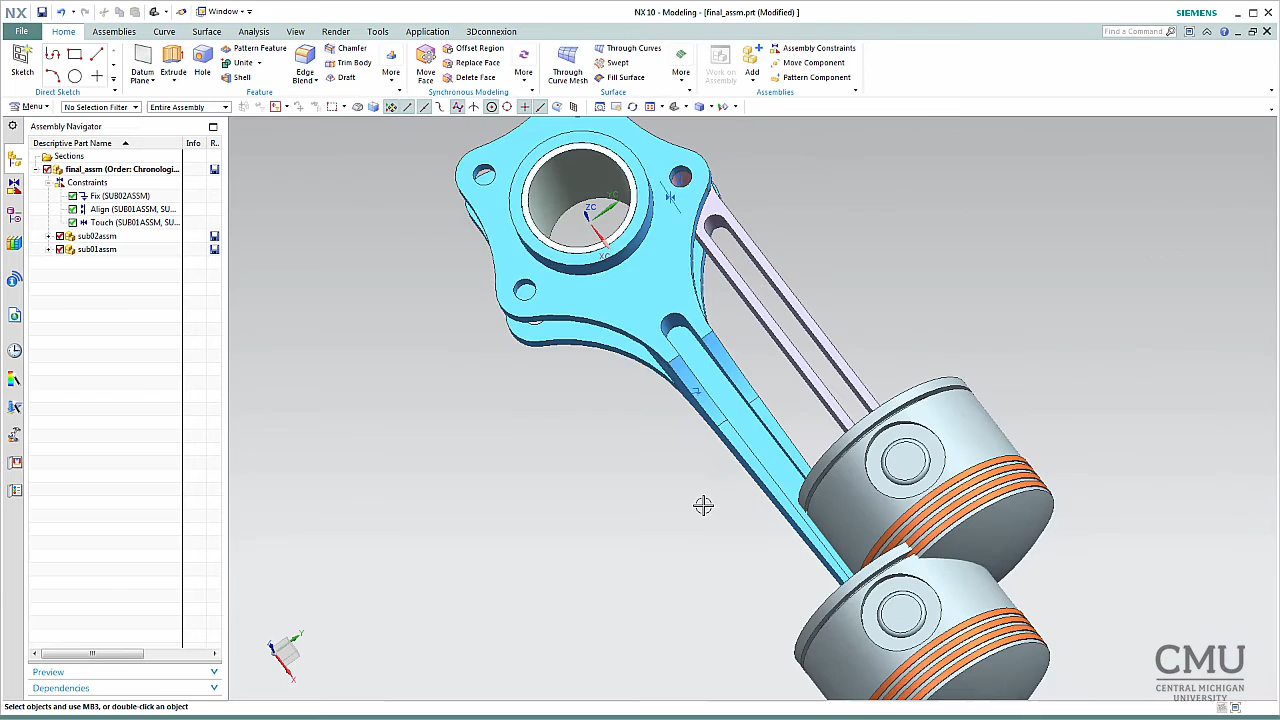 NX
Window
NX 10 - Modeling - [final_assm.prt (Modified) ]
SIEMENS
File
Home
Assemblies
Curve
Surface
Analysis
View
Render
Tools
Application
3Dconnexion
Find a Command
Sketch
Direct Sketch
Datum Plane
Extrude
Hole
Pattern Feature
Unite
Shell
Edge Blend
Chamfer
Trim Body
Draft
More
Feature
Move Face
Offset Region
Replace Face
Delete Face
More
Synchronous Modeling
Through Curve Mesh
Through Curves
Swept
Fill Surface
More
Surface
Work on Assembly
Add
Assembly Constraints
Move Component
Pattern Component
Assemblies
Menu
No Selection Filter
Entire Assembly
Assembly Navigator
Descriptive Part Name
Info
R..
Sections
final_assm (Order: Chronologi...
Constraints
Fix (SUB02ASSM)
Align (SUB01ASSM, SU...
Touch (SUB01ASSM, SU...
sub02assm
sub01assm
ZC
YC
XC
Y
X
Preview
Dependencies
CMU
CENTRAL MICHIGAN
UNIVERSITY
Select objects and use MB3, or double-click an object